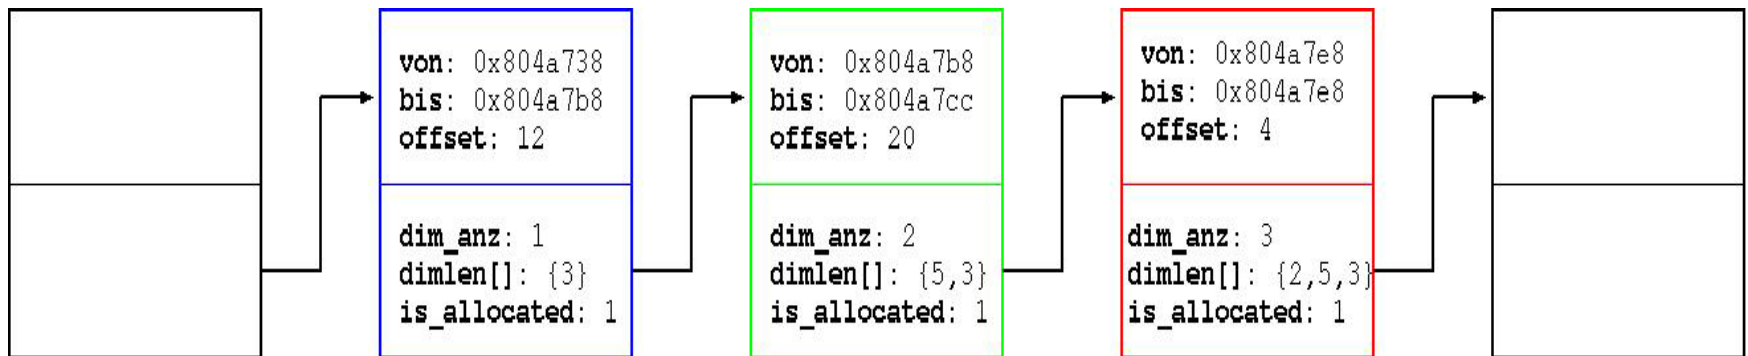 von: 0x804a738
bis: 0x804a7b8
offset: 12
dim_anz: 1
dimlen[]: {3}
is_allocated: 1
von: 0x804a7b8
bis: 0x804a7cc
offset: 20
dim_anz: 2
dimlen[]: {5,3}
is_allocated: 1
von: 0x804a7e8
bis: 0x804a7e8
offset: 4
dim_anz: 3
dimlen[]: {2,5,3}
is_allocated: 1